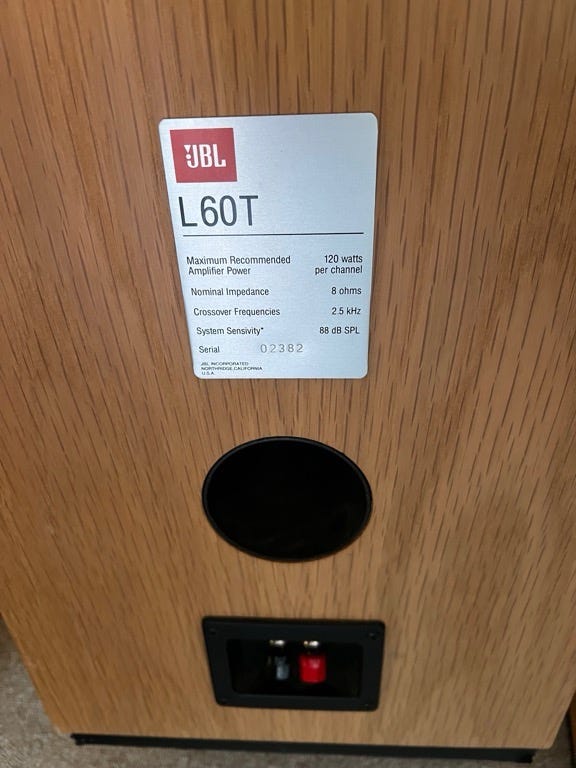 JBL
L60T
Maximum Recommended Amplifier Power 120 watts per channel
Nominal Impedance 8 ohms
Crossover Frequencies 2.5 kHz
System Sensivity* 88 dB SPL
Serial 02382
JBL INCORPORATED
NORTHRIDGE, CALIFORNIA
U.S.A.